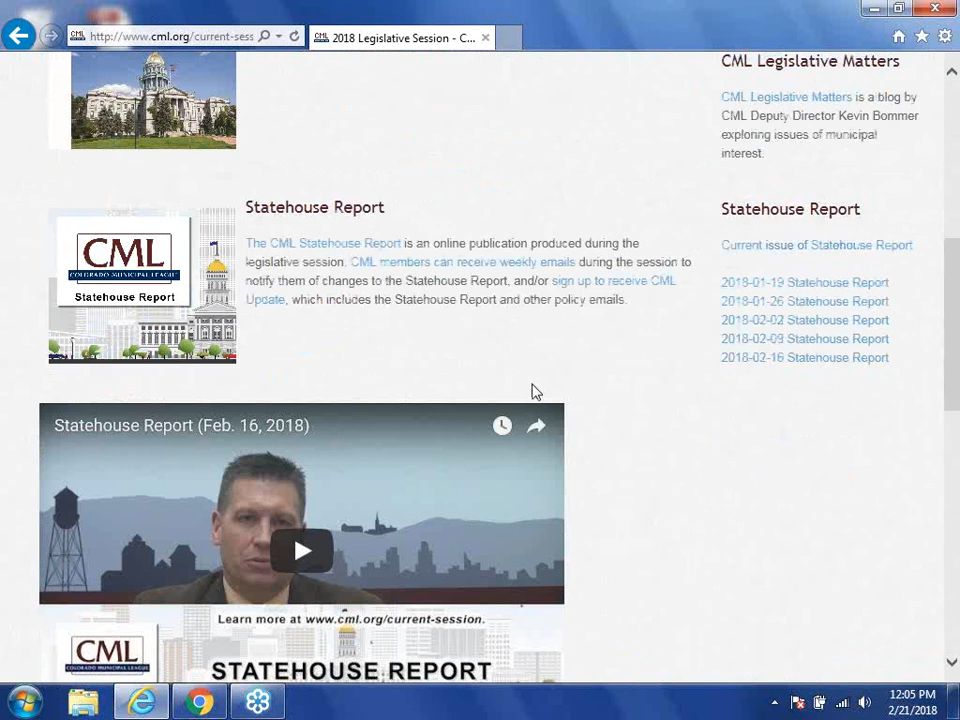 http://www.cml.org/current-sess
2018 Legislative Session - C...
CML Legislative Matters
CML Legislative Matters is a blog by
CML Deputy Director Kevin Bommer
exploring issues of municipal
interest.
Statehouse Report
The CML Statehouse Report is an online publication produced during the
legislative session. CML members can receive weekly emails during the session to
notify them of changes to the Statehouse Report, and/or sign up to receive CML
Update, which includes the Statehouse Report and other policy emails.
CML
COLORADO MUNICIPAL LEAGUE
Statehouse Report
Statehouse Report
Current issue of Statehouse Report
2018-01-19 Statehouse Report
2018-01-26 Statehouse Report
2018-02-02 Statehouse Report
2018-02-09 Statehouse Report
2018-02-16 Statehouse Report
Statehouse Report (Feb. 16, 2018)
Learn more at www.cml.org/current-session.
CML
COLORADO MUNICIPAL LEAGUE
STATEHOUSE REPORT
12:05 PM
2/21/2018